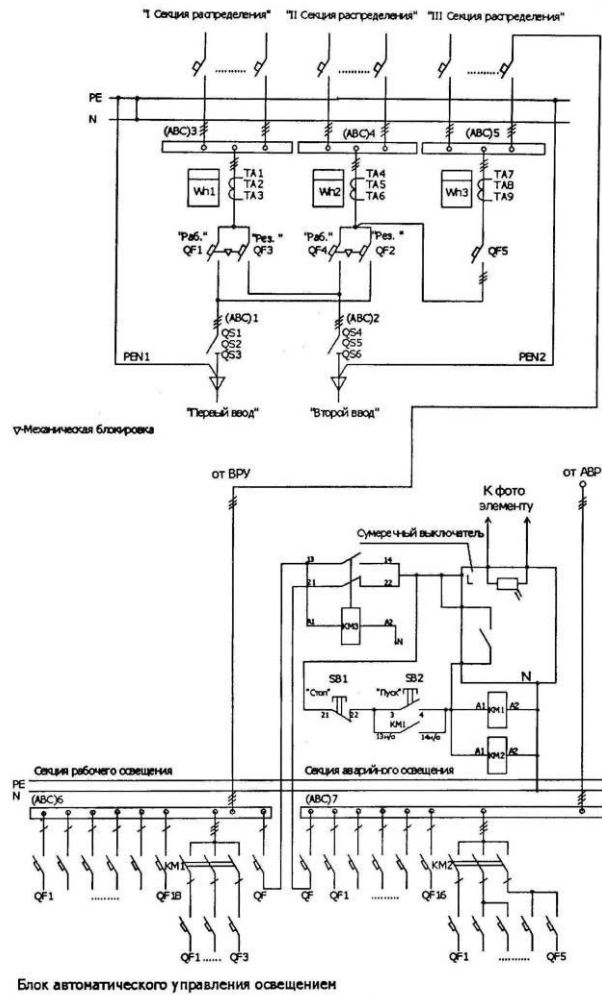 "I Секция распределения" "II Секция распределения" "III Секция распределения"
PE
N
(ABC)3 (ABC)4 (ABC)5
Wh1 TA1 TA2 TA3
Wh2 TA4 TA5 TA6
Wh3 TA7 TA8 TA9
"Раб." "Рез." "Раб." "Рез."
QF1 QF3 QF4 QF2 QF5
(ABC)1 (ABC)2
QS1 QS4
QS2 QS5
QS3 QS6
PEN1 PEN2
"Первый ввод" "Второй ввод"
-Механическая блокировка
от ВРУ от АВР
К фото
элементу
Сумеречный выключатель
13 14
21 22
A1 KM3 A2
N
N
SB1 SB2
"Стоп" "Пуск"
21 22 3 4
KM1
13н/о 14н/о
A1 KM1 A2
A1 KM2 A2
Секция рабочего освещения Секция аварийного освещения
PE
N
(ABC)6 (ABC)7
KM1 KM2
QF1 ......... QF18 QF QF QF1 ......... QF16
QF1 ...... QF3 QF1 QF5
Блок автоматического управления освещением